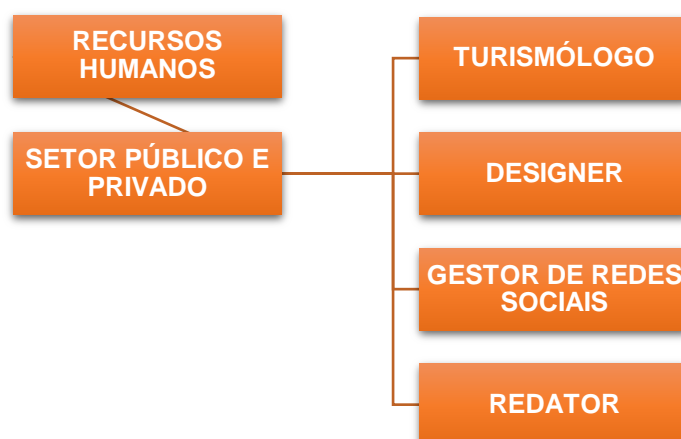 RECURSOS
HUMANOS
SETOR PÚBLICO E
PRIVADO
TURISMÓLOGO
DESIGNER
GESTOR DE REDES
SOCIAIS
REDATOR